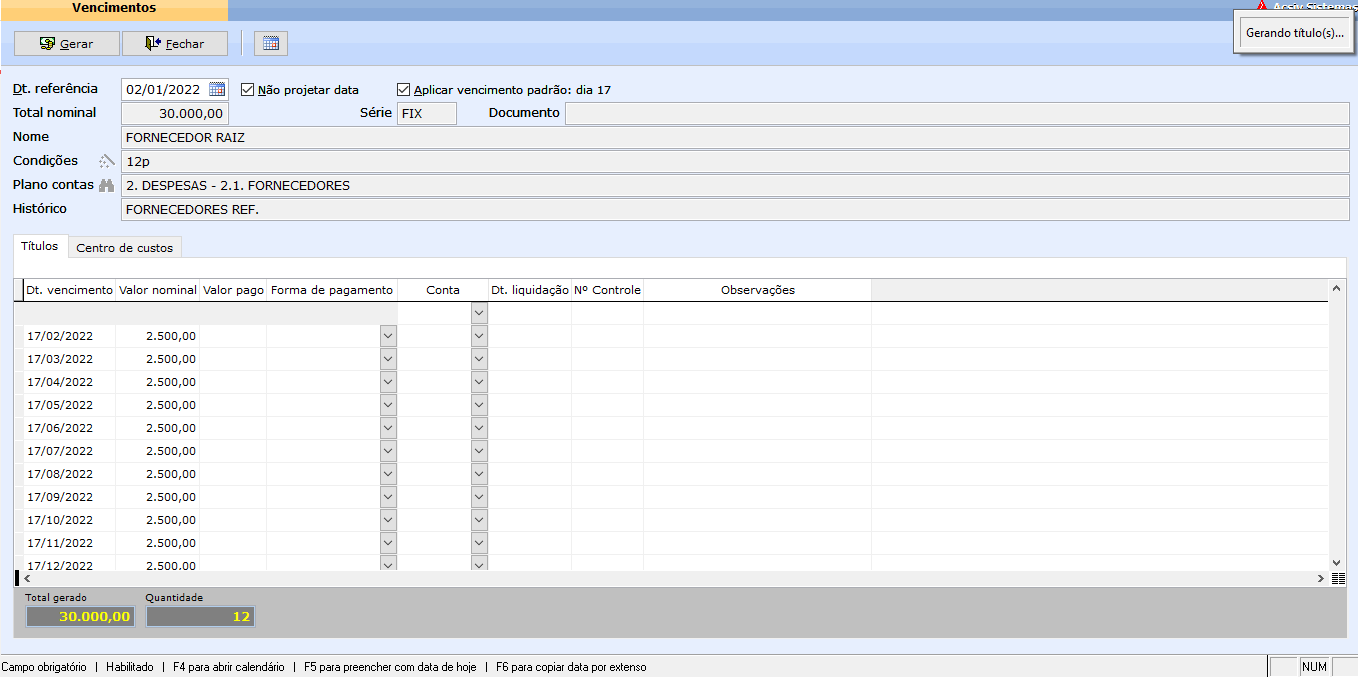 Vencimentos
Gerar Fechar
Gerando título(s)...
Dt. referência 02/01/2022 Não projetar data Aplicar vencimento padrão: dia 17
Total nominal 30.000,00 Série FIX Documento
Nome FORNECEDOR RAIZ
Condições 12p
Plano contas 2. DESPESAS - 2.1. FORNECEDORES
Histórico FORNECEDORES REF.
Títulos Centro de custos
Dt. vencimento Valor nominal Valor pago Forma de pagamento Conta Dt. liquidação Nº Controle Observações
17/02/2022 2.500,00
17/03/2022 2.500,00
17/04/2022 2.500,00
17/05/2022 2.500,00
17/06/2022 2.500,00
17/07/2022 2.500,00
17/08/2022 2.500,00
17/09/2022 2.500,00
17/10/2022 2.500,00
17/11/2022 2.500,00
17/12/2022 2.500,00
Total gerado Quantidade
30.000,00 12
Campo obrigatório | Habilitado | F4 para abrir calendário | F5 para preencher com data de hoje | F6 para copiar data por extenso NUM